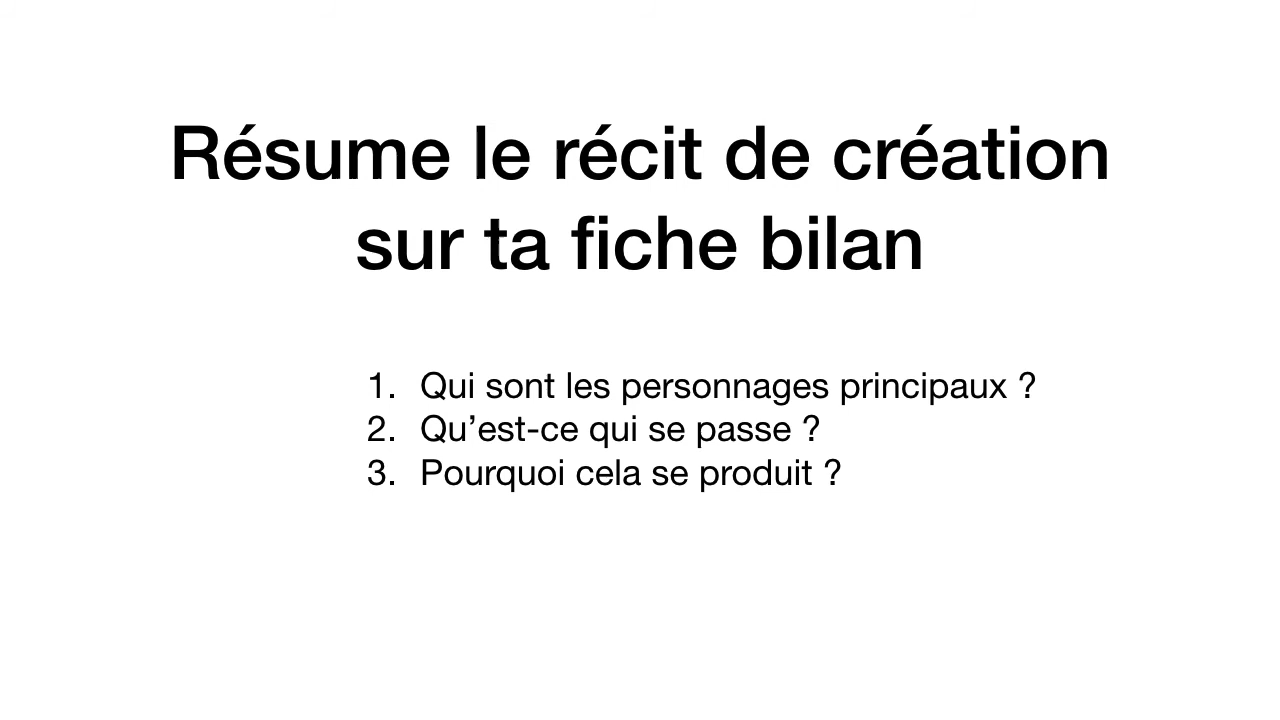 Résume le récit de création
sur ta fiche bilan
1. Qui sont les personnages principaux ?
2. Qu’est-ce qui se passe ?
3. Pourquoi cela se produit ?